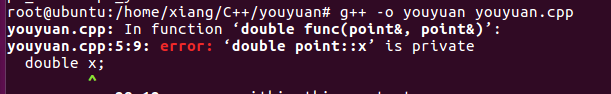 root@ubuntu:/home/xiang/C++/youyuan# g++ -o youyuan youyuan.cpp
youyuan.cpp: In function ‘double func(point&, point&)’:
youyuan.cpp:5:9: error: ‘double point::x’ is private
double x;
^